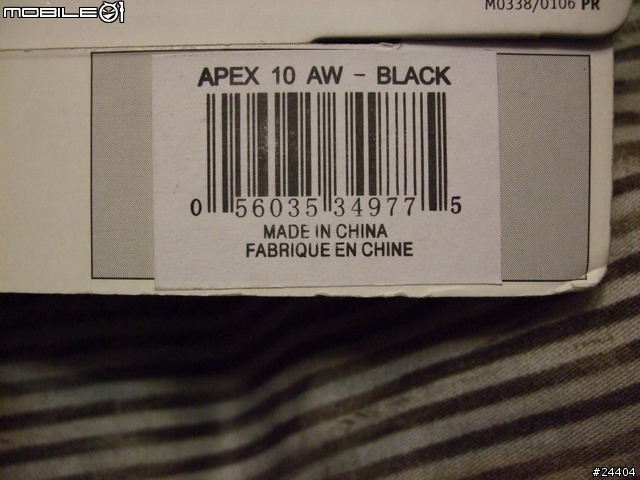 MOBILE01
M0338/0106 PR
APEX 10 AW - BLACK
0 56035 34977 5
MADE IN CHINA
FABRIQUE EN CHINE
#24404